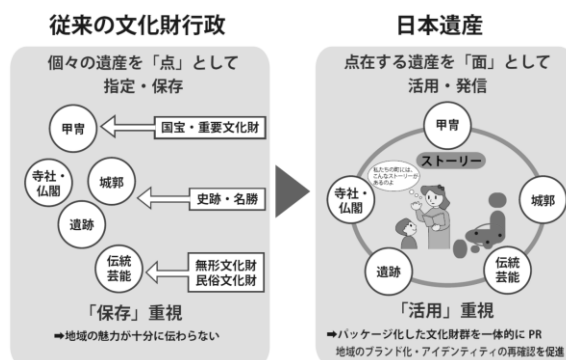 従来の文化財行政
個々の遺産を「点」として
指定・保存
甲冑
国宝・重要文化財
寺社・
仏閣
城郭
史跡・名勝
遺跡
伝統
芸能
無形文化財
民俗文化財
「保存」重視
➡地域の魅力が十分に伝わらない
日本遺産
点在する遺産を「面」として
活用・発信
甲冑
ストーリー
私たちの町には、
こんなストーリーが
あるのよ
寺社・
仏閣
城郭
遺跡
伝統
芸能
「活用」重視
➡パッケージ化した文化財群を一体的に PR
地域のブランド化・アイデンティティの再確認を促進